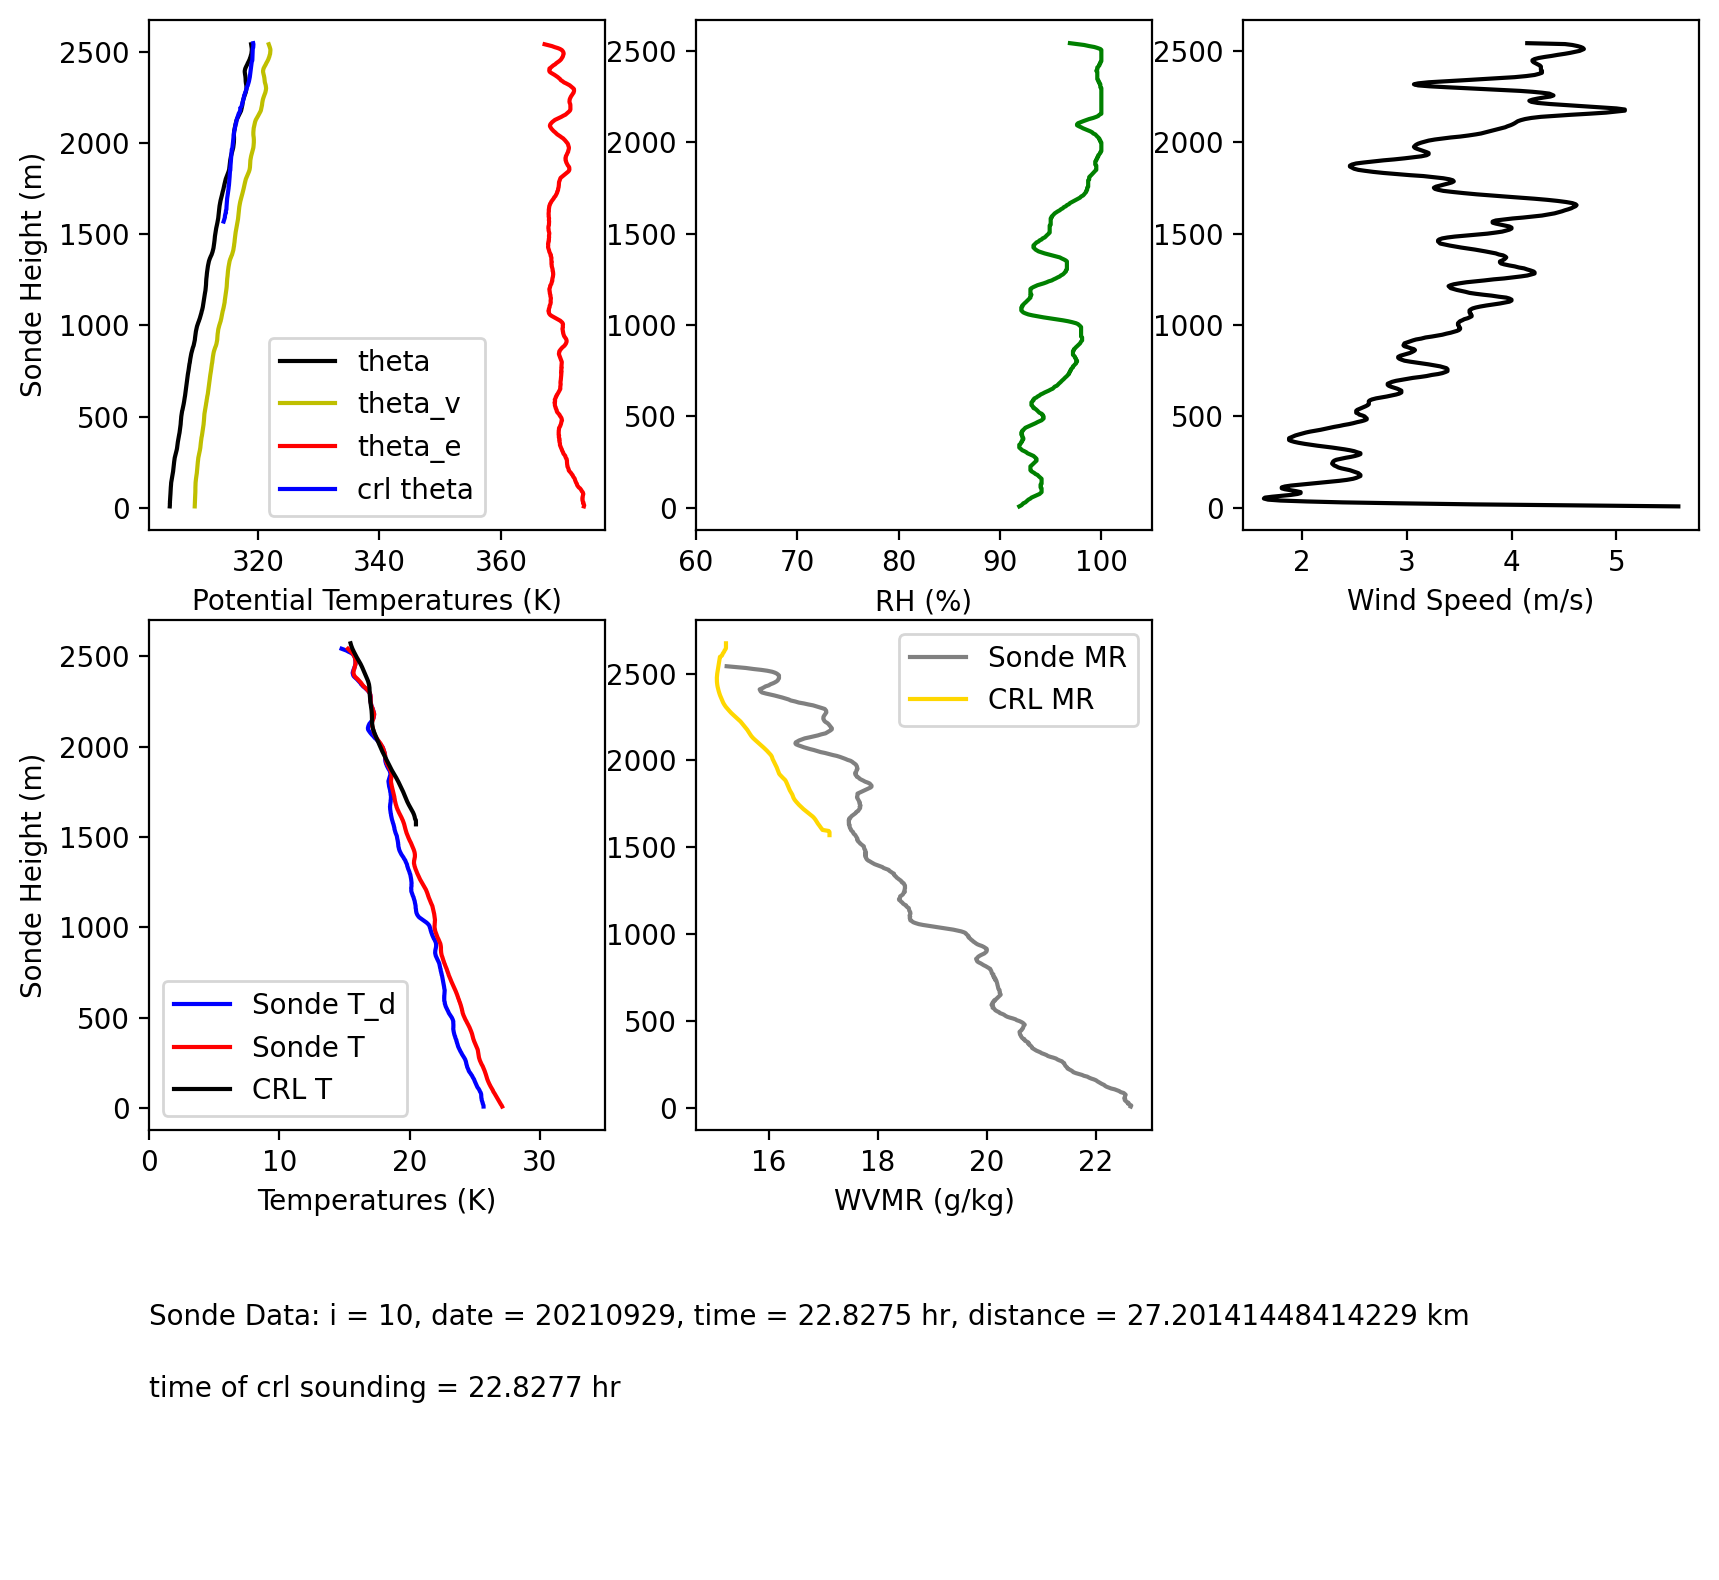 2500
2000
1500
1000
500
0
Sonde Height (m)
theta
theta_v
theta_e
crl theta
320
340
360
Potential Temperatures (K)
2500
2000
1500
1000
500
0
60
70
80
90
100
RH (%)
2500
2000
1500
1000
500
0
2
3
4
5
Wind Speed (m/s)
2500
2000
1500
1000
500
0
Sonde Height (m)
Sonde T_d
Sonde T
CRL T
0
10
20
30
Temperatures (K)
2500
2000
1500
1000
500
0
Sonde MR
CRL MR
16
18
20
22
WVMR (g/kg)
Sonde Data: i = 10, date = 20210929, time = 22.8275 hr, distance = 27.20141448414229 km
time of crl sounding = 22.8277 hr